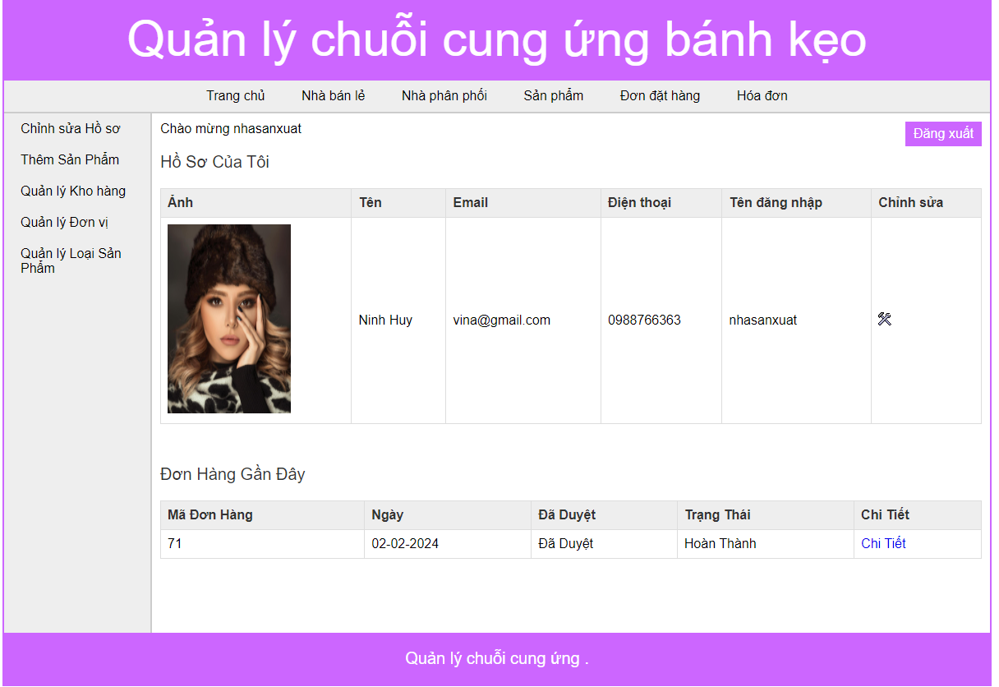 Quản lý chuỗi cung ứng bánh kẹo
Trang chủ Nhà bán lẻ Nhà phân phối Sản phẩm Đơn đặt hàng Hóa đơn
Chỉnh sửa Hồ sơ
Thêm Sản Phẩm
Quản lý Kho hàng
Quản lý Đơn vị
Quản lý Loại Sản
Phẩm
Chào mừng nhasanxuat
Đăng xuất
Hồ Sơ Của Tôi
Ảnh Tên Email Điện thoại Tên đăng nhập Chỉnh sửa
Ninh Huy vina@gmail.com 0988766363 nhasanxuat
Đơn Hàng Gần Đây
Mã Đơn Hàng Ngày Đã Duyệt Trạng Thái Chi Tiết
71 02-02-2024 Đã Duyệt Hoàn Thành Chi Tiết
Quản lý chuỗi cung ứng .